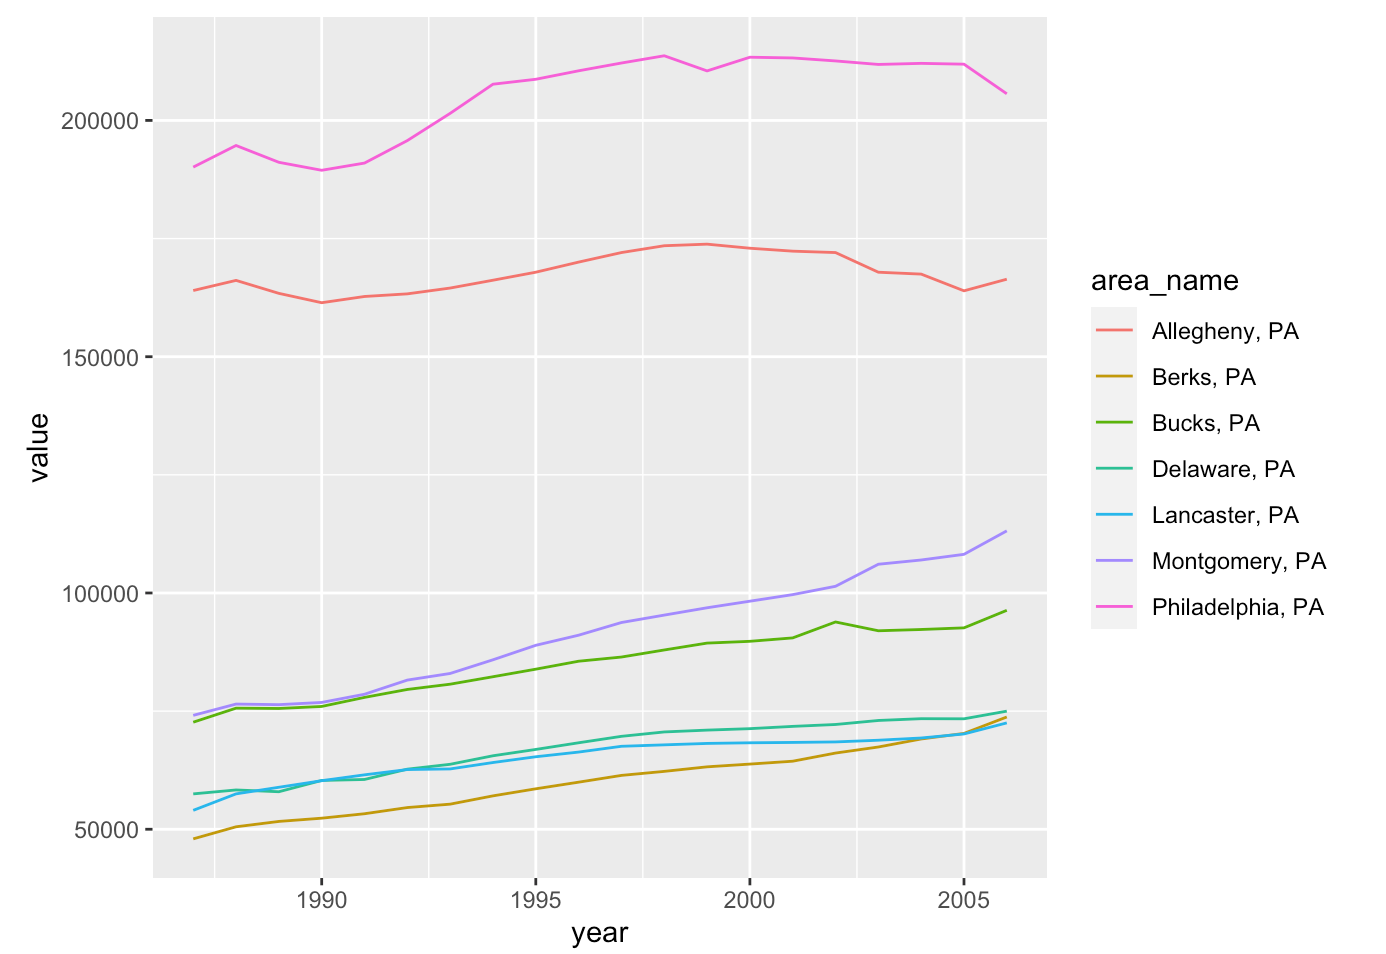 200000
150000
100000
50000
value
1990
1995
2000
2005
year
area_name
Allegheny, PA
Berks, PA
Bucks, PA
Delaware, PA
Lancaster, PA
Montgomery, PA
Philadelphia, PA